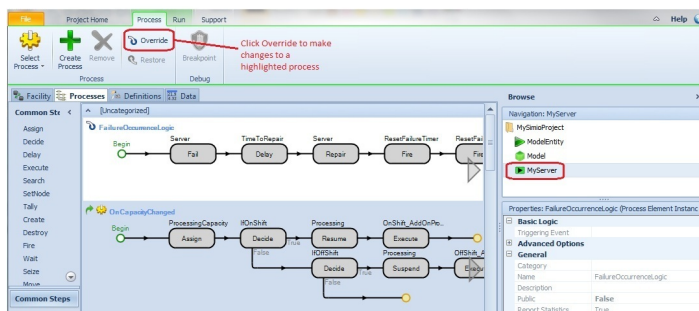 File Project Home Process Run Support Help
Select Process
Create Process
Remove
Override
Restore
Breakpoint
Process
Debug
Click Override to make
changes to a
highlighted process
Facility Processes Definitions Data
Common Ste <
Assign
Decide
Delay
Execute
Search
SetNode
Tally
Create
Destroy
Fire
Wait
Seize
Move
Common Steps
[Uncategorized]
FailureOccurrenceLogic
Begin
Server TimeToRepair Server ResetFailureTimer ResetFai
Fail Delay Repair Fire Fire
OnCapacityChanged
Begin
ProcessingCapacity IfOnShift Processing OnShift_AddOnPro...
Assign Decide Resume Execute
True
False
IfOffShift Processing OffShift_A
Decide Suspend Execu
True
False
Browse
Navigation: MyServer
MySimioProject
ModelEntity
Model
MyServer
Properties: FailureOccurrenceLogic (Process Element Instanc
Basic Logic
Triggering Event
Advanced Options
General
Category
Name FailureOccurrenceLogic
Description
Public False
Report Statistics True